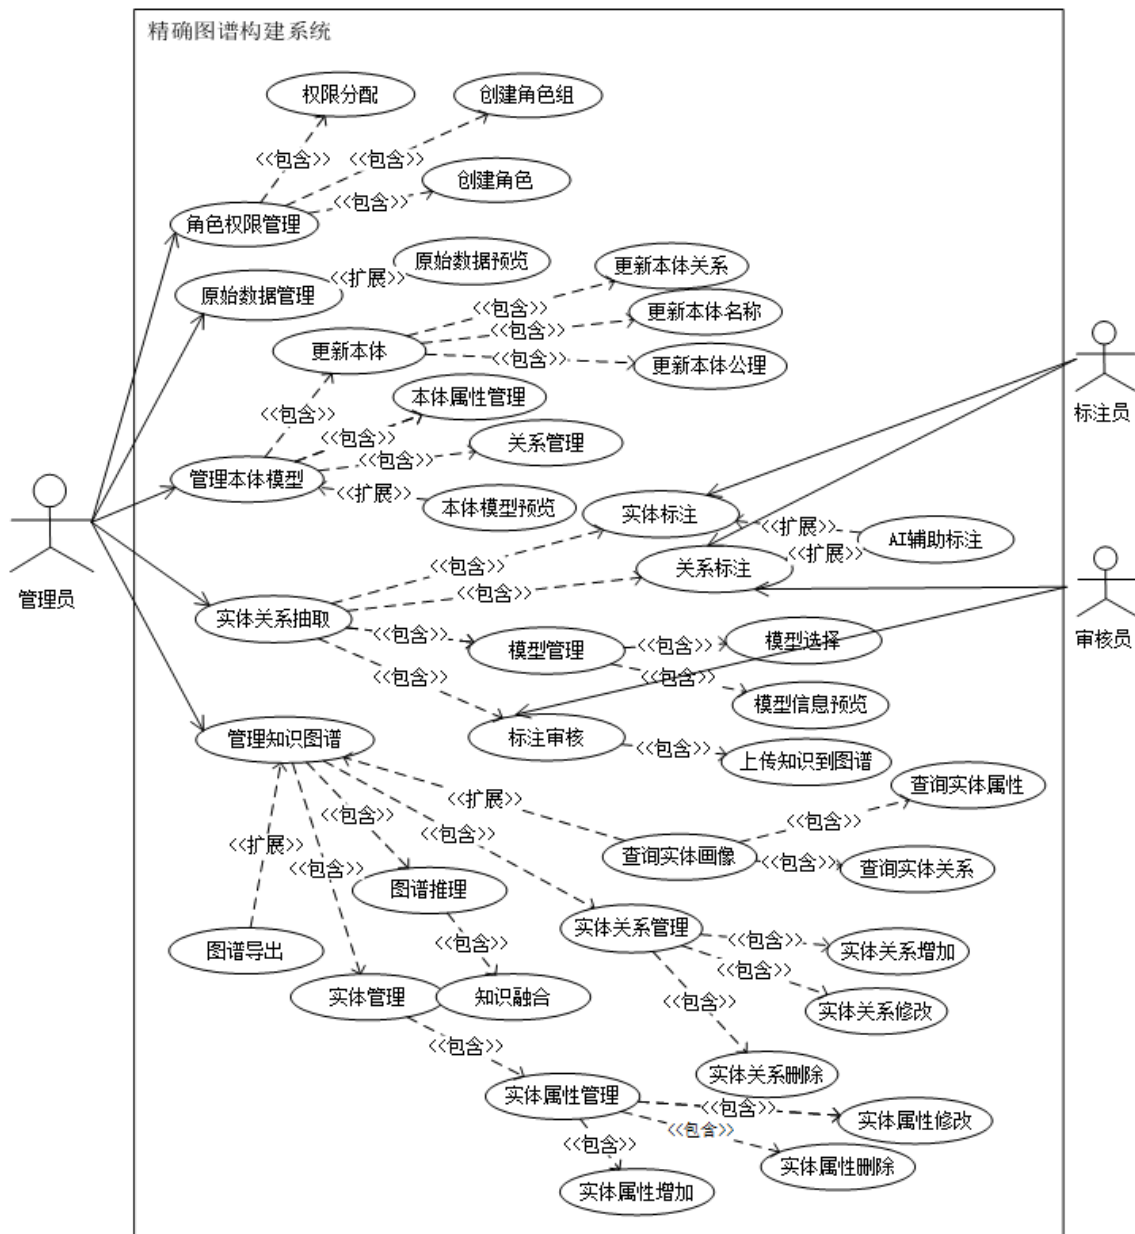 精确图谱构建系统
权限分配
创建角色组
<<包含>>
<<包含>>
创建角色
<<包含>>
角色权限管理
原始数据预览
更新本体关系
<<扩展>>
原始数据管理
<<包含>>
更新本体名称
<<包含>>
更新本体
<<包含>>
更新本体公理
本体属性管理
标注员
<<包含>>
<<包含>>
关系管理
<<包含>>
管理本体模型
<<扩展>>
本体模型预览
实体标注
<<扩展>>
AI辅助标注
<<扩展>>
<<包含>>
关系标注
<<包含>>
管理员
实体关系抽取
<<包含>>
模型管理
<<包含>>
模型选择
审核员
<<包含>>
<<包含>>
模型信息预览
管理知识图谱
标注审核
<<包含>>
上传知识到图谱
查询实体属性
<<扩展>>
<<包含>>
<<包含>>
<<包含>>
<<扩展>>
查询实体画像
<<包含>>
查询实体关系
<<包含>>
图谱推理
实体关系管理
<<包含>>
<<包含>>
图谱导出
实体关系增加
<<包含>>
实体管理
知识融合
<<包含>>
实体关系修改
<<包含>>
实体关系删除
实体属性管理
<<包含>>
实体属性修改
<<包含>>
<<包含>>
实体属性删除
实体属性增加